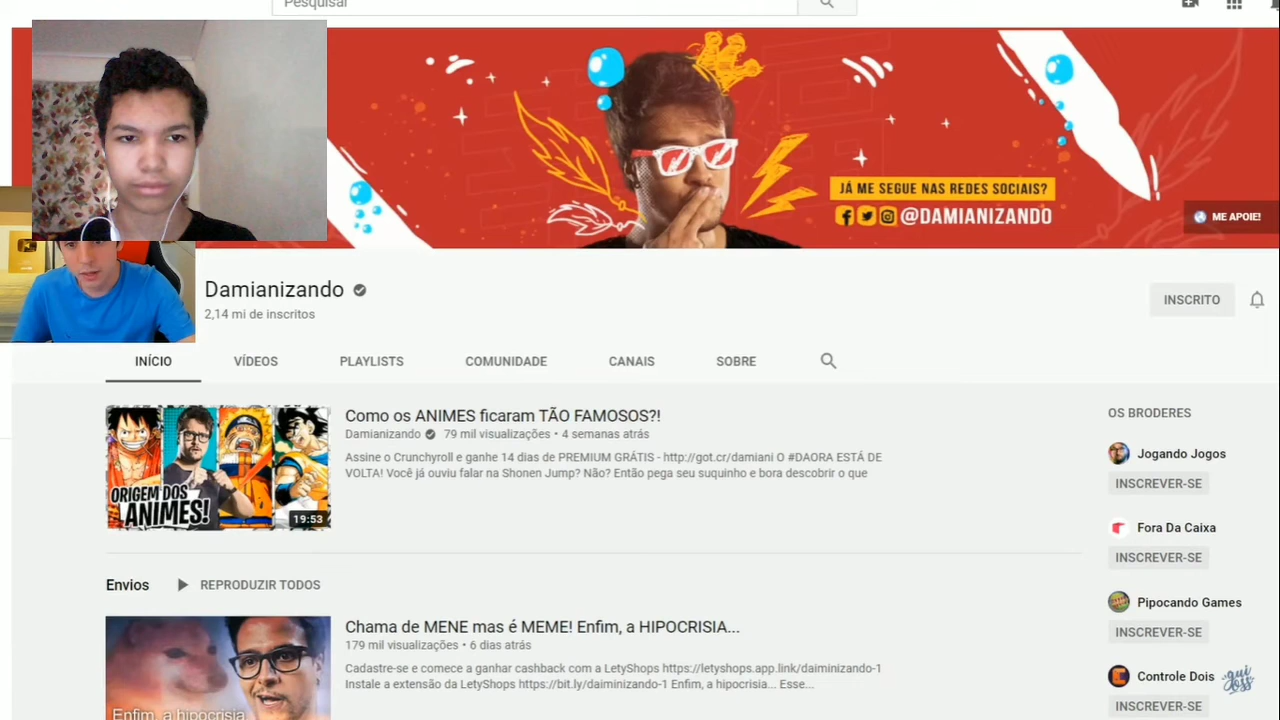 Pesquisar
JÁ ME SEGUE NAS REDES SOCIAIS?
@DAMIANIZANDO
ME APOIE!
Damianizando
2,14 mi de inscritos
INSCRITO
INÍCIO VÍDEOS PLAYLISTS COMUNIDADE CANAIS SOBRE
ORIGEM DOS
ANIMES!
19:53
Como os ANIMES ficaram TÃO FAMOSOS?!
Damianizando 79 mil visualizações • 4 semanas atrás
Assine o Crunchyroll e ganhe 14 dias de PREMIUM GRÁTIS - http://got.cr/damiani O #DAORA ESTÁ DE
VOLTA! Você já ouviu falar na Shonen Jump? Não? Então pega seu suquinho e bora descobrir o que
OS BRODERES
Jogando Jogos
INSCREVER-SE
Fora Da Caixa
INSCREVER-SE
Pipocando Games
INSCREVER-SE
Controle Dois
INSCREVER-SE
Envios REPRODUZIR TODOS
Enfim, a hipocrisia
Chama de MENE mas é MEME! Enfim, a HIPOCRISIA...
179 mil visualizações • 6 dias atrás
Cadastre-se e comece a ganhar cashback com a LetyShops https://letyshops.app.link/daiminizando-1
Instale a extensão da LetyShops https://bit.ly/daiminizando-1 Enfim, a hipocrisia... Esse...